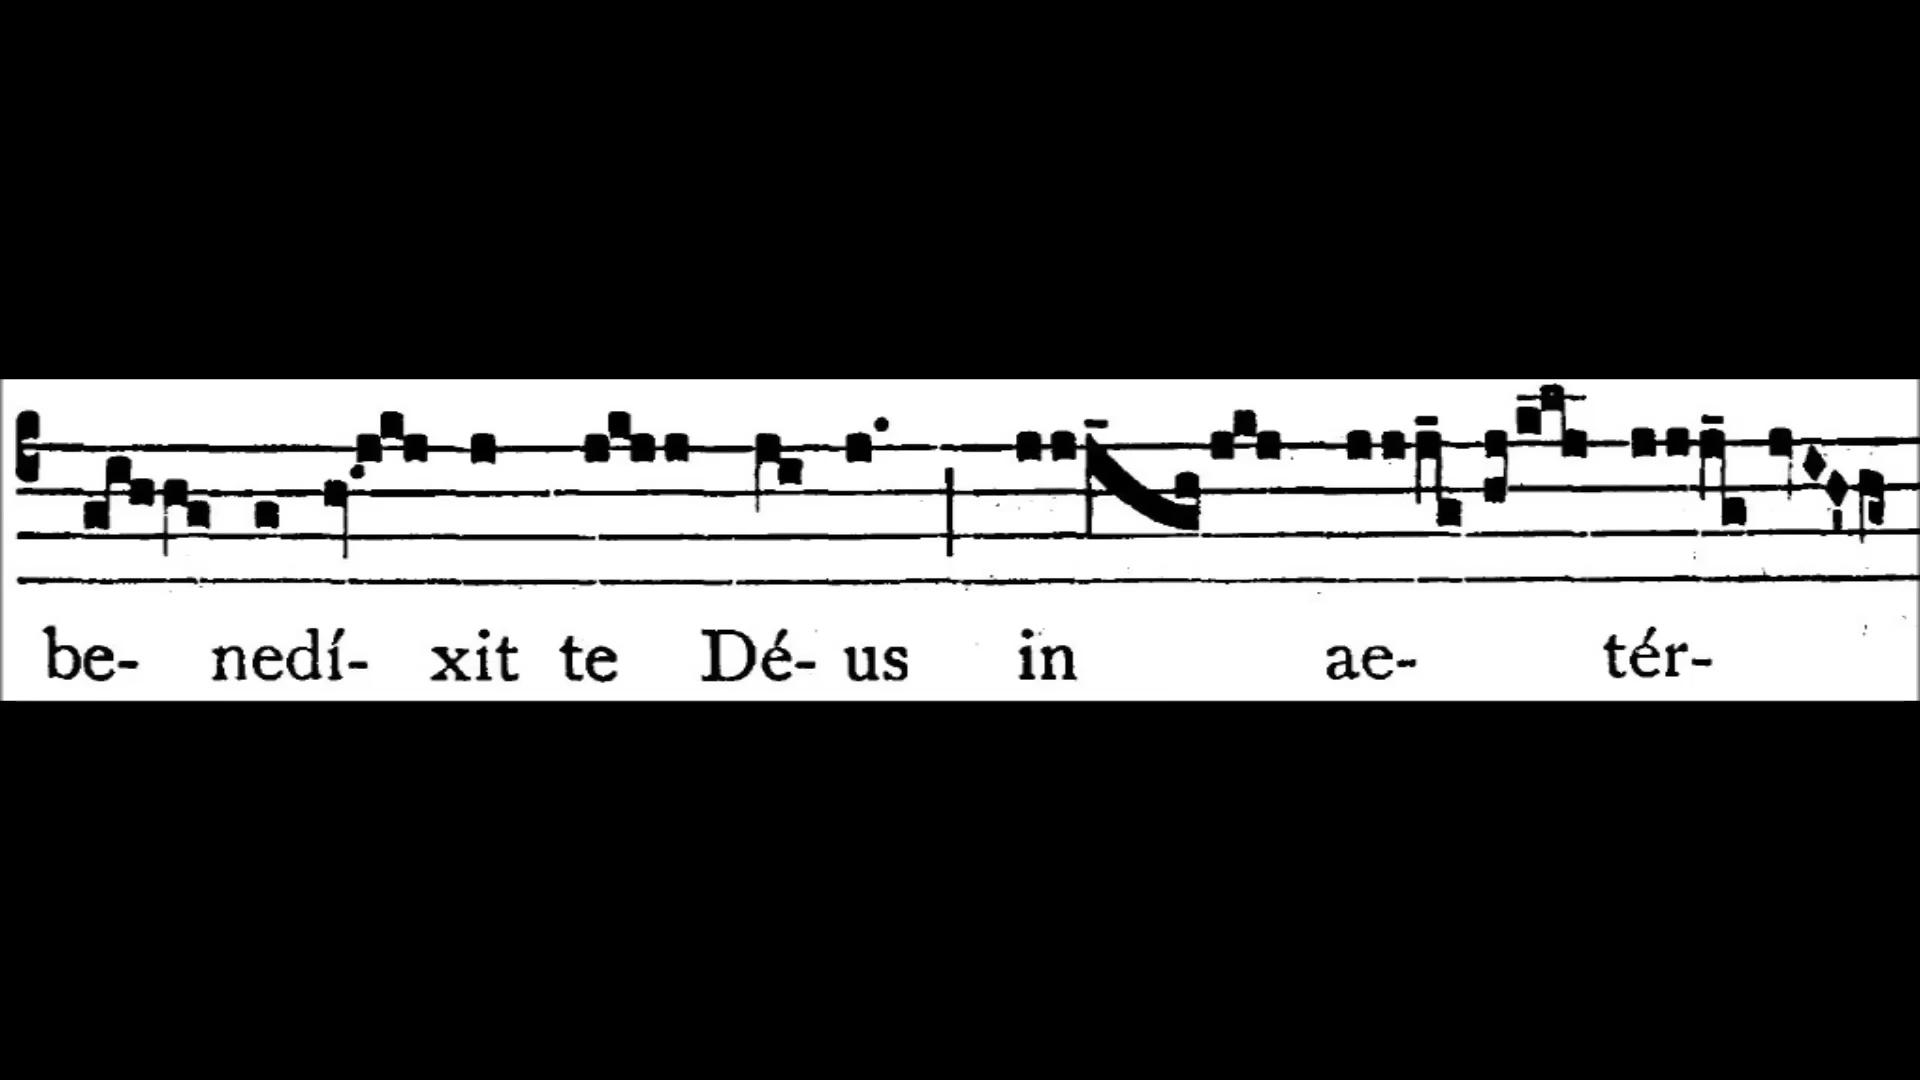 be- nedí- xit te Dé- us in ae- tér-